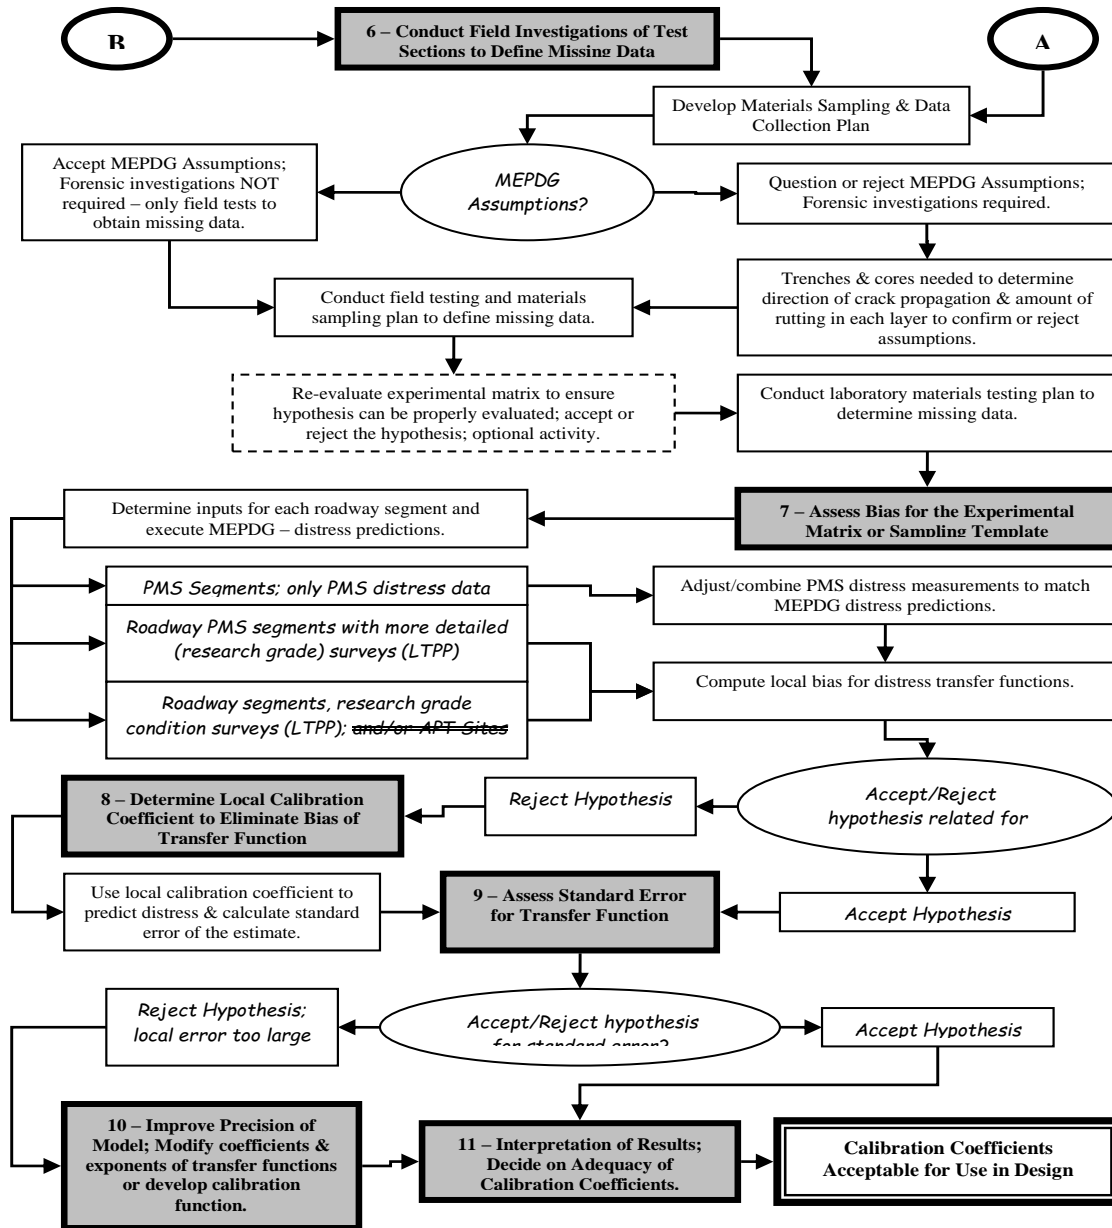 B
6 – Conduct Field Investigations of Test
Sections to Define Missing Data
A
Develop Materials Sampling & Data
Collection Plan
Accept MEPDG Assumptions;
Forensic investigations NOT
required – only field tests to
obtain missing data.
MEPDG
Assumptions?
Question or reject MEPDG Assumptions;
Forensic investigations required.
Trenches & cores needed to determine
direction of crack propagation & amount of
rutting in each layer to confirm or reject
assumptions.
Conduct field testing and materials
sampling plan to define missing data.
Re-evaluate experimental matrix to ensure
hypothesis can be properly evaluated; accept or
reject the hypothesis; optional activity.
Conduct laboratory materials testing plan to
determine missing data.
Determine inputs for each roadway segment and
execute MEPDG – distress predictions.
7 – Assess Bias for the Experimental
Matrix or Sampling Template
PMS Segments; only PMS distress data
Adjust/combine PMS distress measurements to match
MEPDG distress predictions.
Roadway PMS segments with more detailed
(research grade) surveys (LTPP)
Compute local bias for distress transfer functions.
Roadway segments, research grade
condition surveys (LTPP); and/or APT Sites
8 – Determine Local Calibration
Coefficient to Eliminate Bias of
Transfer Function
Reject Hypothesis
Accept/Reject
hypothesis related for
Use local calibration coefficient to
predict distress & calculate standard
error of the estimate.
9 – Assess Standard Error
for Transfer Function
Accept Hypothesis
Reject Hypothesis;
local error too large
Accept/Reject hypothesis
for standard error?
Accept Hypothesis
10 – Improve Precision of
Model; Modify coefficients &
exponents of transfer functions
or develop calibration
function.
11 – Interpretation of Results;
Decide on Adequacy of
Calibration Coefficients.
Calibration Coefficients
Acceptable for Use in Design